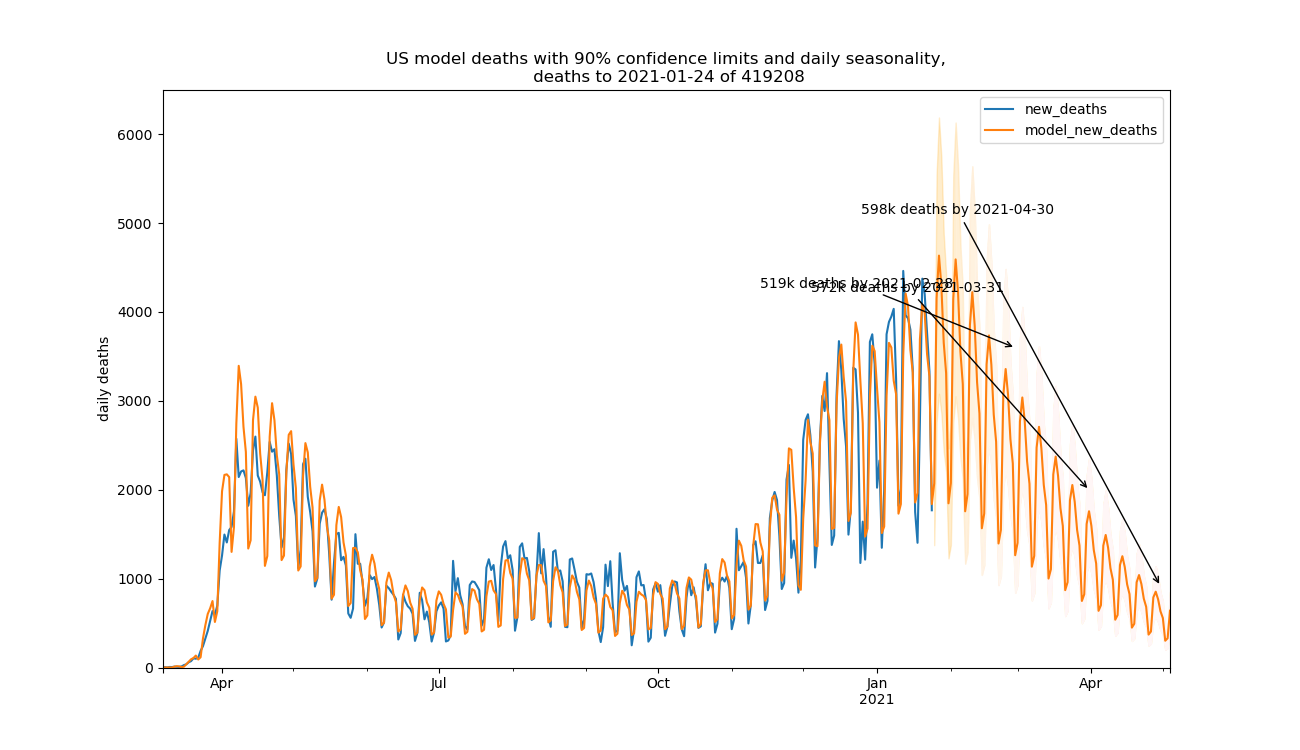 US model deaths with 90% confidence limits and daily seasonality,
deaths to 2021-01-24 of 419208
new_deaths
model_new_deaths
daily deaths
6000
5000
4000
3000
2000
1000
0
598k deaths by 2021-04-30
519k deaths by 2021-02-28
572k deaths by 2021-03-31
Apr
Jul
Oct
Jan
2021
Apr